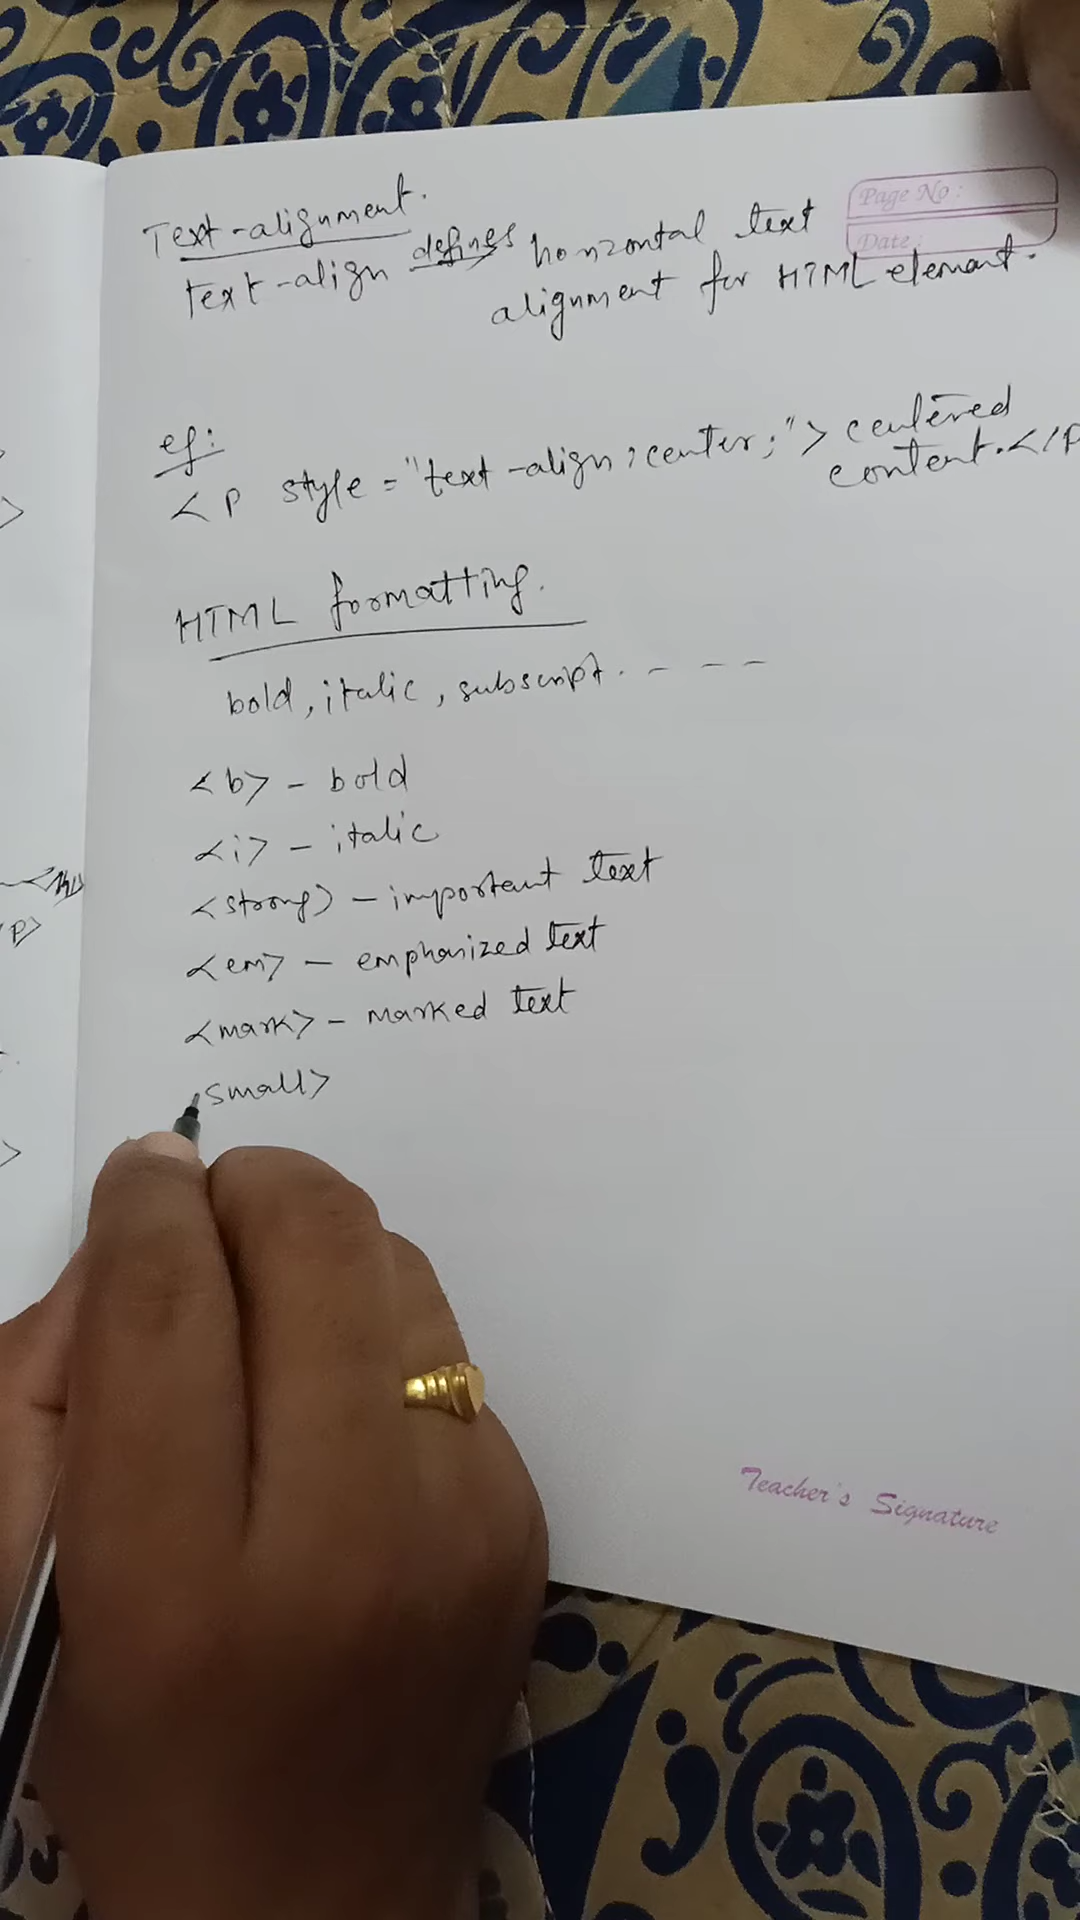 Page No :
Date :
Text-alignment.
text-align defines horizontal text
alignment for HTML element.
eg:
<P style="text-align:center;">centered
content.</P
HTML formatting.
bold, italic, subscript. - - -
<b> - bold
<i> - italic
<strong> - important text
<em> - emphasized text
<mark> - marked text
small>
P>
Teacher's Signature